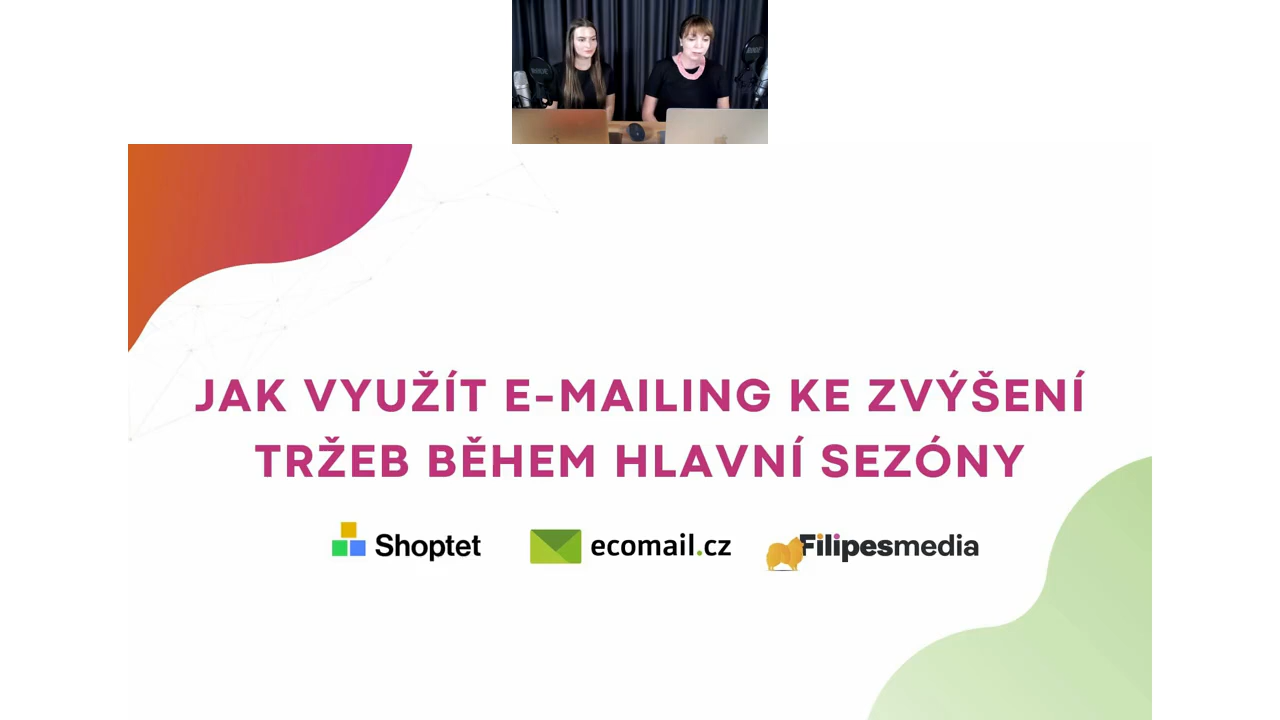 JAK VYUŽÍT E-MAILING KE ZVÝŠENÍ
TRŽEB BĚHEM HLAVNÍ SEZÓNY
Shoptet
ecomail.cz
Filipesmedia